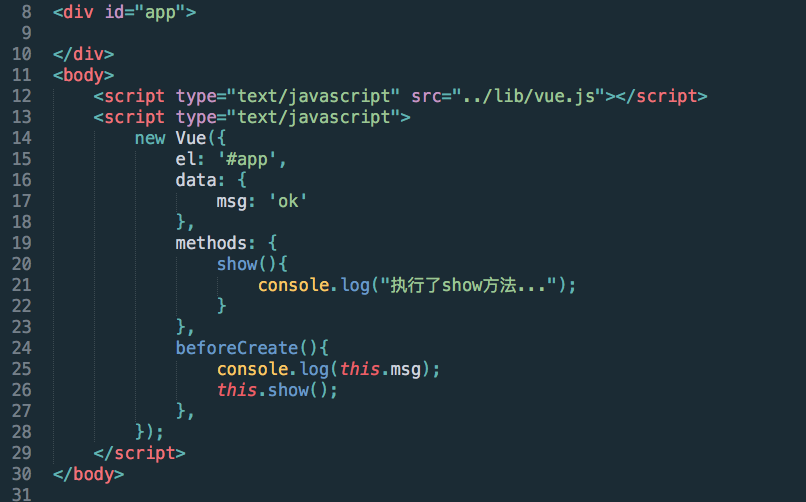 8 <div id="app">
9
10 </div>
11 <body>
12     <script type="text/javascript" src="../lib/vue.js"></script>
13     <script type="text/javascript">
14         new Vue({
15             el: '#app',
16             data: {
17                 msg: 'ok'
18             },
19             methods: {
20                 show(){
21                     console.log("执行了show方法...");
22                 }
23             },
24             beforeCreate(){
25                 console.log(this.msg);
26                 this.show();
27             },
28         });
29     </script>
30 </body>
31